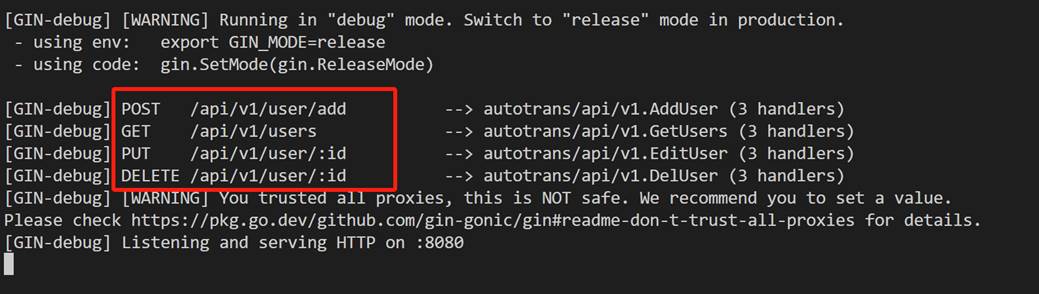 [GIN-debug] [WARNING] Running in "debug" mode. Switch to "release" mode in production.
 - using env:   export GIN_MODE=release
 - using code:  gin.SetMode(gin.ReleaseMode)
[GIN-debug] POST   /api/v1/user/add          --> autotrans/api/v1.AddUser (3 handlers)
[GIN-debug] GET    /api/v1/users             --> autotrans/api/v1.GetUsers (3 handlers)
[GIN-debug] PUT    /api/v1/user/:id          --> autotrans/api/v1.EditUser (3 handlers)
[GIN-debug] DELETE /api/v1/user/:id          --> autotrans/api/v1.DelUser (3 handlers)
[GIN-debug] [WARNING] You trusted all proxies, this is NOT safe. We recommend you to set a value.
Please check https://pkg.go.dev/github.com/gin-gonic/gin#readme-don-t-trust-all-proxies for details.
[GIN-debug] Listening and serving HTTP on :8080